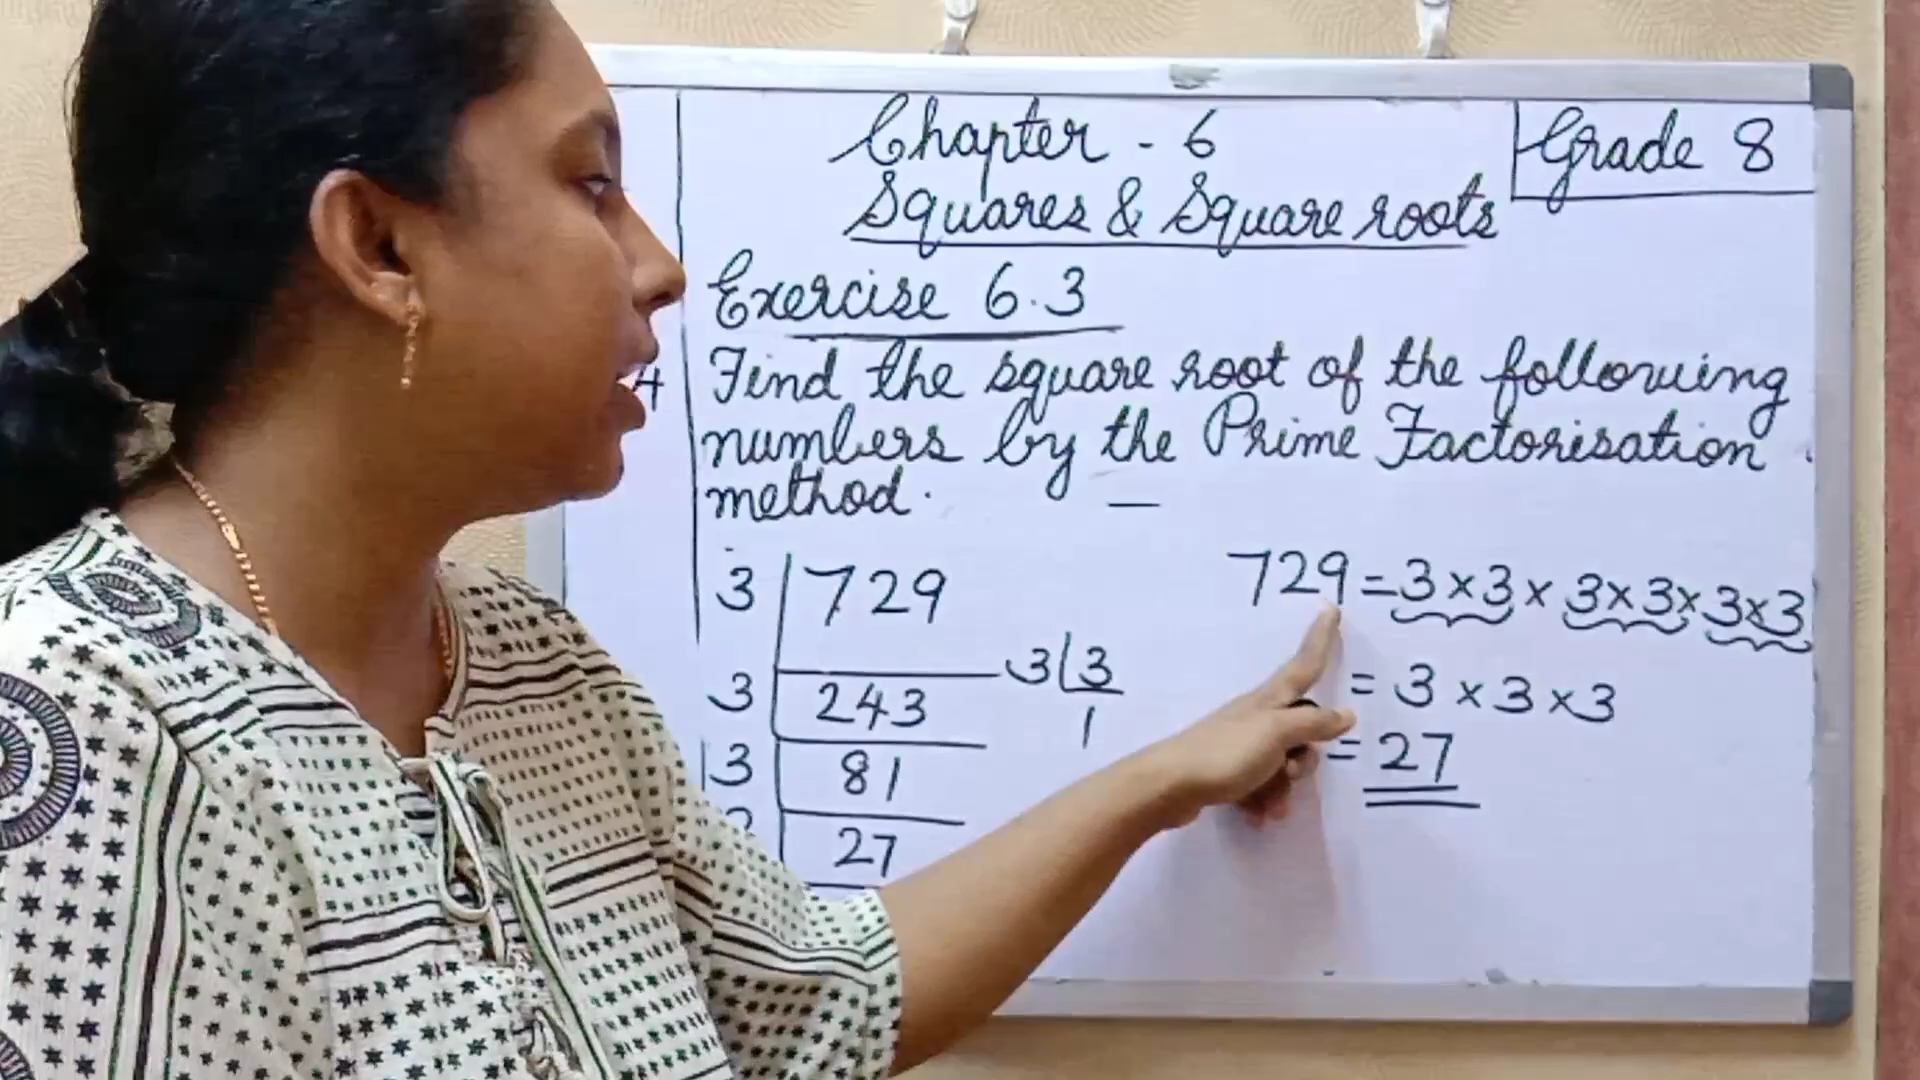 Chapter - 6
Grade 8
Squares & Square roots
Exercise 6.3
4 Find the square root of the following
numbers by the Prime Factorisation
method.
3 | 729
3 | 243
3 | 81
27
3 | 3
1
729 = 3 × 3 × 3 × 3 × 3 × 3
= 3 × 3 × 3
= 27